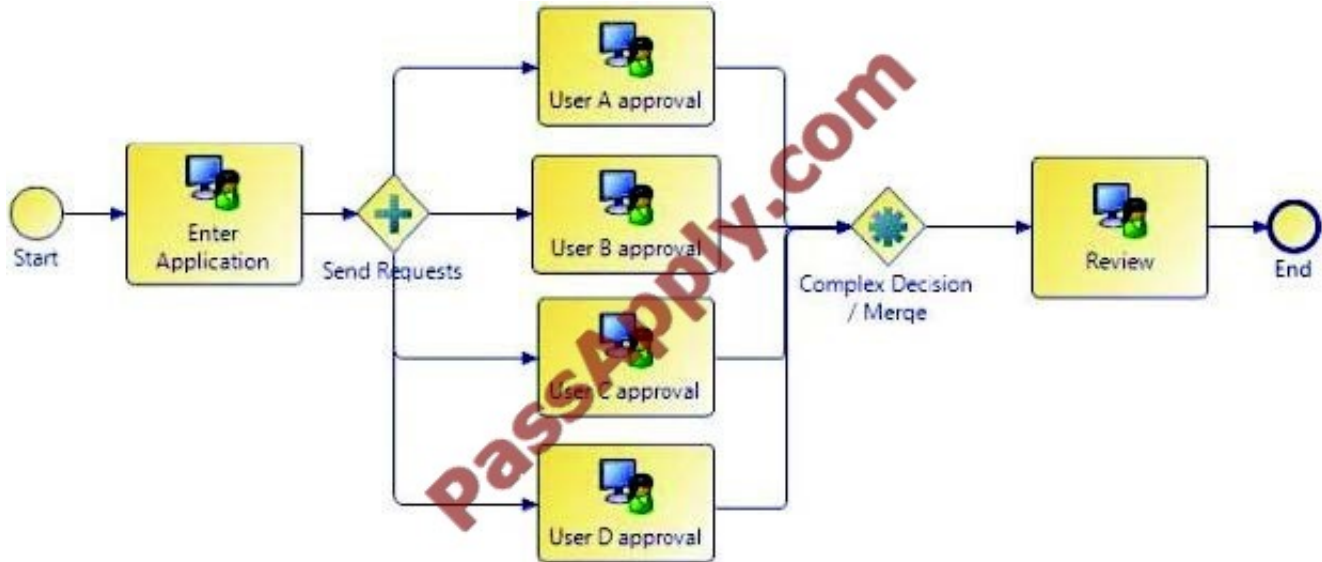 Start
Enter
Application
Send Requests
User A approval
User B approval
User C approval
User D approval
Complex Decision
/ Merge
Review
End
PassApply.com